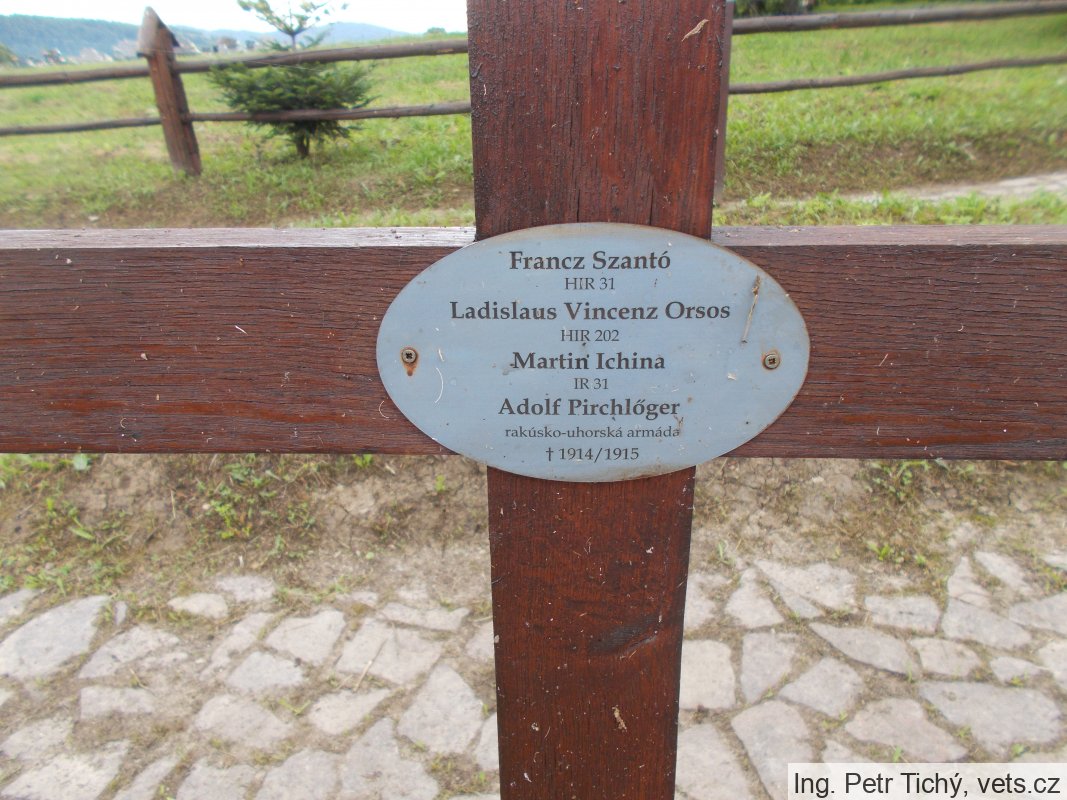 Francz Szantó
HIR 31
Ladislaus Vincenz Orsos
HIR 202
Martin Ichina
IR 31
Adolf Pirchlőger
rakúsko-uhorská armáda
† 1914/1915
Ing. Petr Tichý, vets.cz